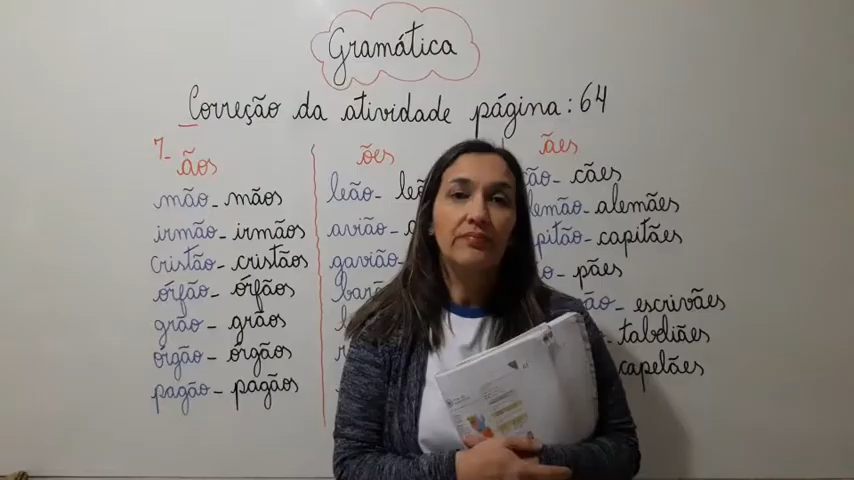 Gramática
Correção da atividade página: 64
7- ãos ões ães
mão - mãos leão - cães
irmão - irmãos avião - alemães
cristão - cristãos gavião - capitães
órfão - órfãos pães
grão - grãos escrivães
órgão - órgãos tabeliães
pagão - pagãos capelães